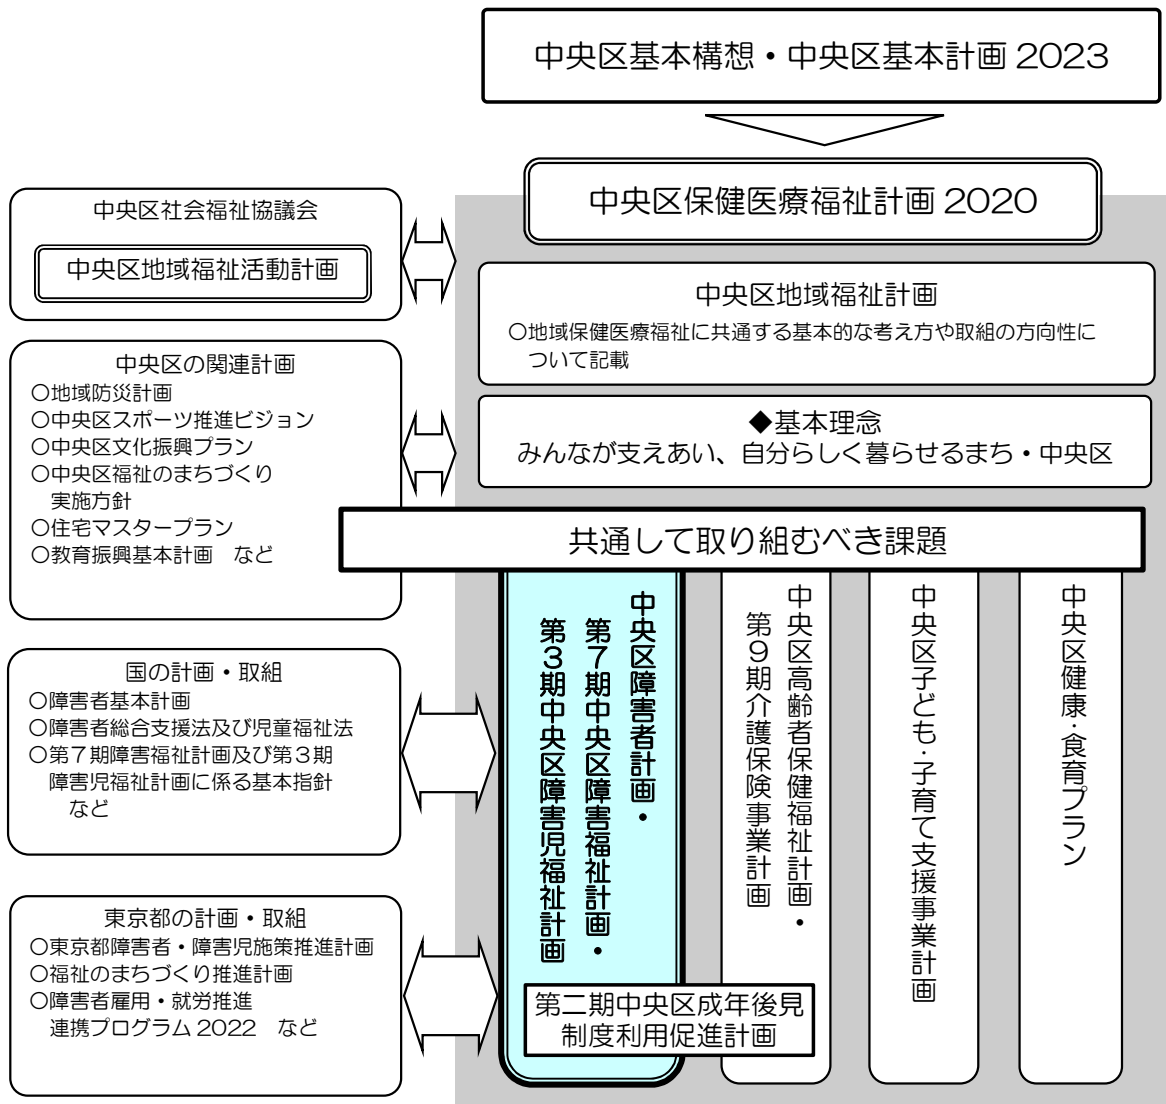 中央区基本構想・中央区基本計画 2023
中央区保健医療福祉計画 2020
中央区社会福祉協議会
中央区地域福祉活動計画
中央区地域福祉計画
〇地域保健医療福祉に共通する基本的な考え方や取組の方向性に
ついて記載
中央区の関連計画
〇地域防災計画
〇中央区スポーツ推進ビジョン
〇中央区文化振興プラン
〇中央区福祉のまちづくり
実施方針
〇住宅マスタープラン
〇教育振興基本計画　など
◆基本理念
みんなが支えあい、自分らしく暮らせるまち・中央区
共通して取り組むべき課題
国の計画・取組
〇障害者基本計画
〇障害者総合支援法及び児童福祉法
〇第７期障害福祉計画及び第３期
障害児福祉計画に係る基本指針
など
東京都の計画・取組
〇東京都障害者・障害児施策推進計画
〇福祉のまちづくり推進計画
〇障害者雇用・就労推進
連携プログラム 2022　など
中央区障害者計画・
第７期中央区障害福祉計画・
第３期中央区障害児福祉計画
中央区高齢者保健福祉計画・
第９期介護保険事業計画
中央区子ども・子育て支援事業計画
中央区健康・食育プラン
第二期中央区成年後見
制度利用促進計画